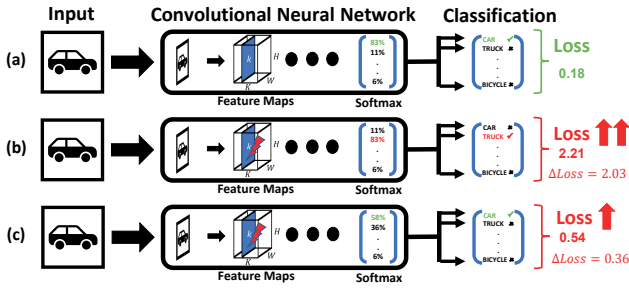 Input Convolutional Neural Network Classification
(a)
k
H
W
K
Feature Maps
83%
11%
.
.
6%
Softmax
CAR ✓
TRUCK ✖
.
.
.
BICYCLE ✖
Loss
0.18
(b)
k
H
W
K
Feature Maps
11%
83%
.
.
6%
Softmax
CAR ✖
TRUCK ✓
.
.
.
BICYCLE ✖
Loss
2.21
ΔLoss = 2.03
(c)
k
H
W
K
Feature Maps
58%
36%
.
.
6%
Softmax
CAR ✓
TRUCK ✖
.
.
.
BICYCLE ✖
Loss
0.54
ΔLoss = 0.36